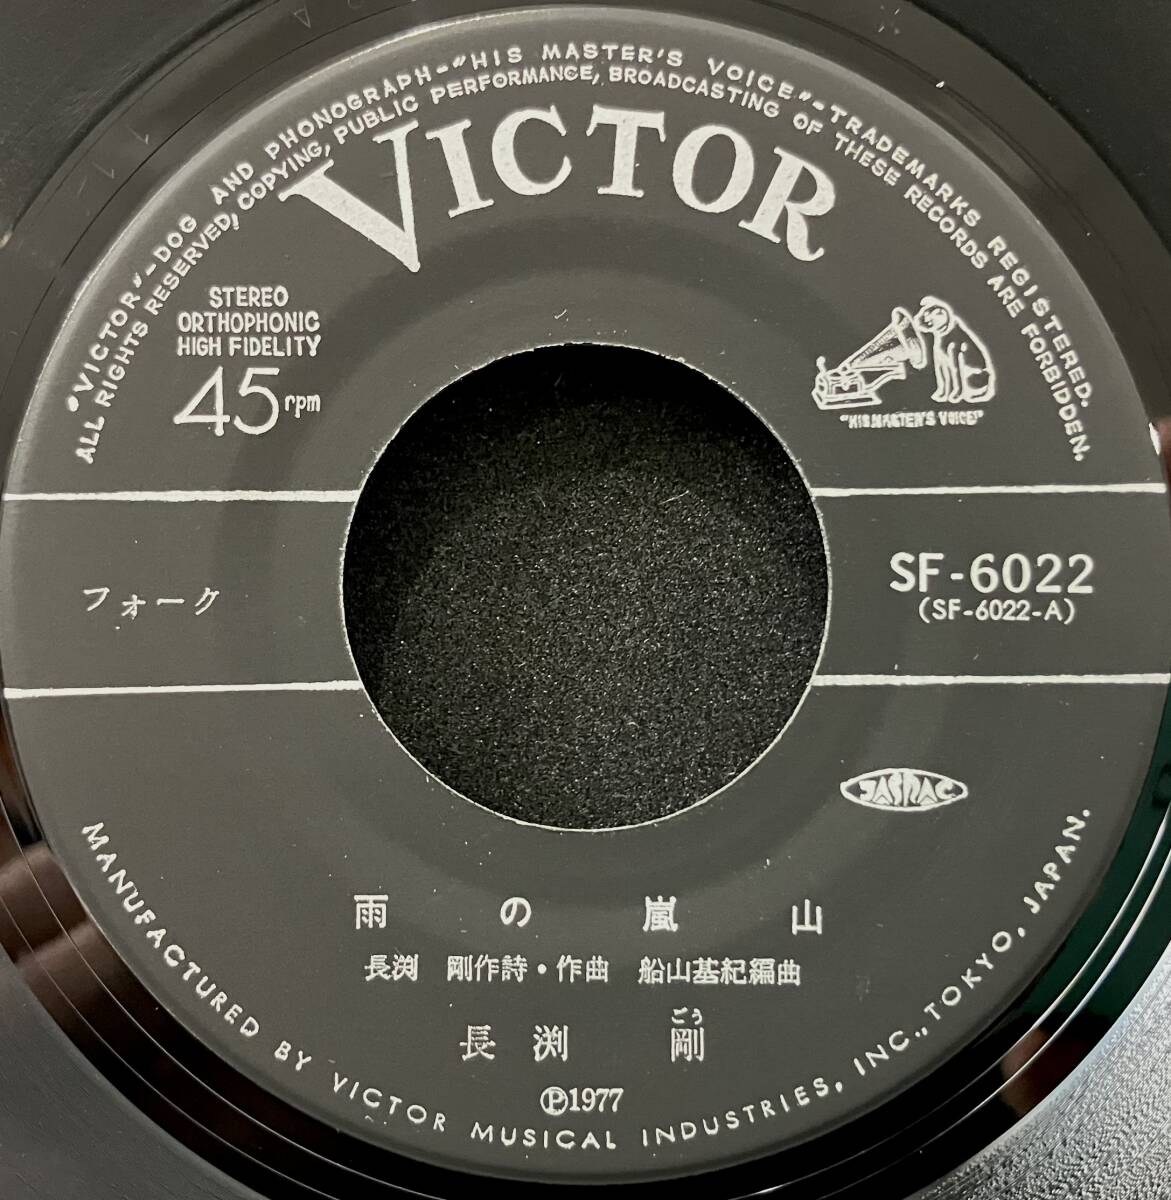 "VICTOR"-DOG AND PHONOGRAPH-"HIS MASTER'S VOICE"-TRADEMARKS REGISTERED.
ALL RIGHTS RESERVED, COPYING, PUBLIC PERFORMANCE, BROADCASTING OF THESE RECORDS ARE FORBIDDEN.
VICTOR
STEREO
ORTHOPHONIC
HIGH FIDELITY
45 rpm
"HIS MASTER'S VOICE"
フォーク
SF-6022
(SF-6022-A)
JASRAC
雨の嵐山
長渕 剛作詩・作曲 船山基紀編曲
ごう
長渕 剛
Ⓟ1977
MANUFACTURED BY VICTOR MUSICAL INDUSTRIES, INC., TOKYO, JAPAN.